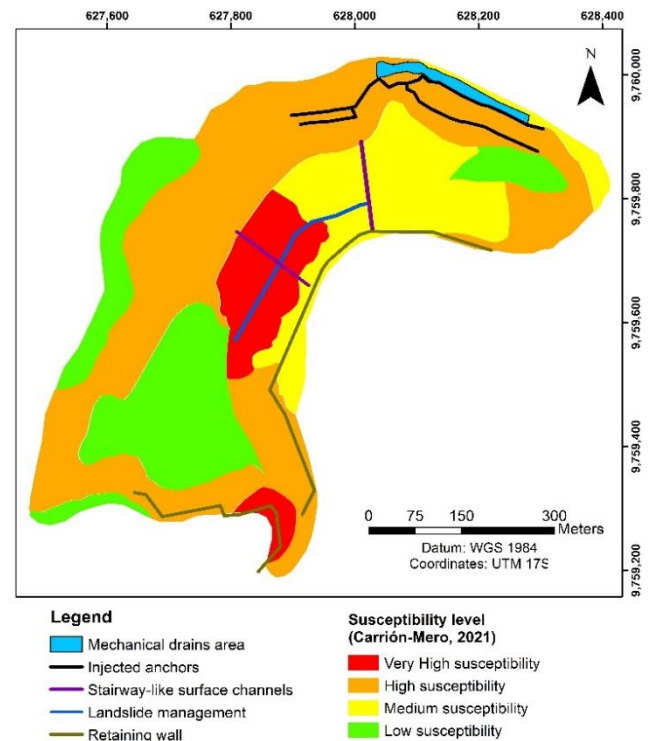 627,600 627,800 628,000 628,200 628,400
N
9,760,000
9,759,800
9,759,600
9,759,400
9,759,200
0 75 150 300
Meters
Datum: WGS 1984
Coordinates: UTM 17S
Legend
Mechanical drains area
Injected anchors
Stairway-like surface channels
Landslide management
Retaining wall
Susceptibility level
(Carrión-Mero, 2021)
Very High susceptibility
High susceptibility
Medium susceptibility
Low susceptibility